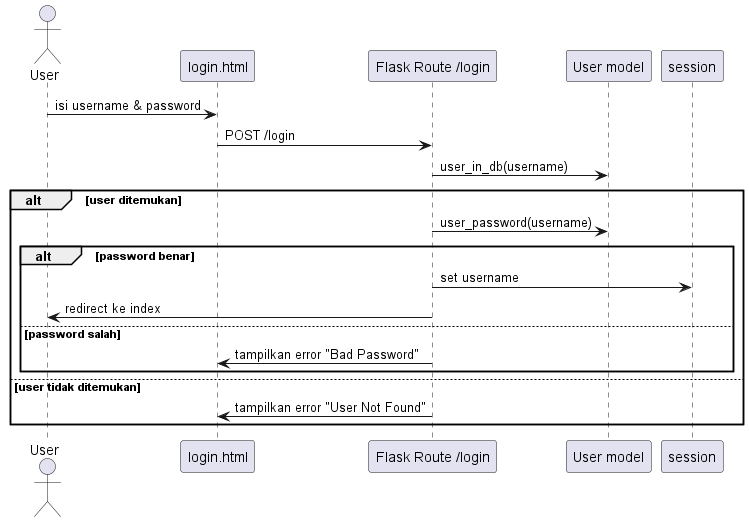 User
login.html
Flask Route /login
User model
session
isi username & password
POST /login
user_in_db(username)
alt
[user ditemukan]
user_password(username)
alt
[password benar]
set username
redirect ke index
[password salah]
tampilkan error "Bad Password"
[user tidak ditemukan]
tampilkan error "User Not Found"
User
login.html
Flask Route /login
User model
session